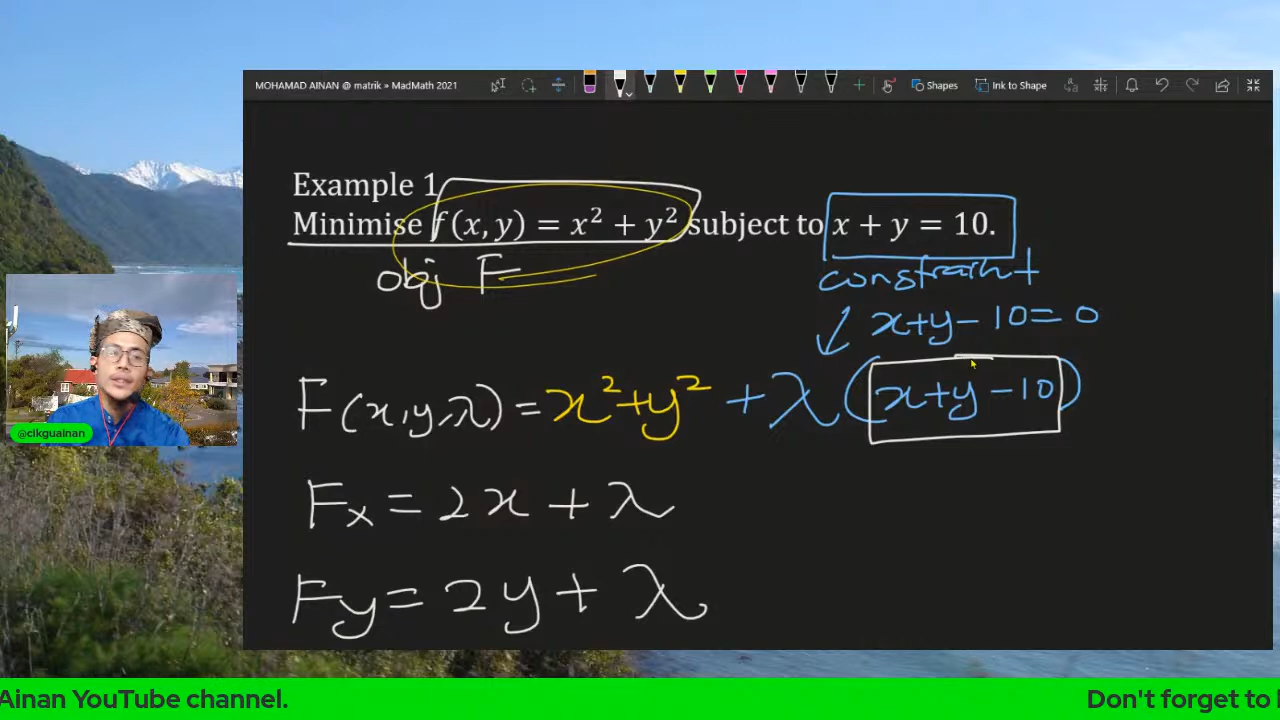 MOHAMAD AINAN @ matrik » MadMath 2021
Shapes
Ink to Shape
Example 1
Minimise f(x, y) = x² + y² subject to x + y = 10.
obj F
constraint
x+y-10=0
F(x,y,λ) = x²+y² + λ(x+y-10)
Fx = 2x + λ
Fy = 2y + λ
@cikguainan
Ainan YouTube channel.
Don't forget to